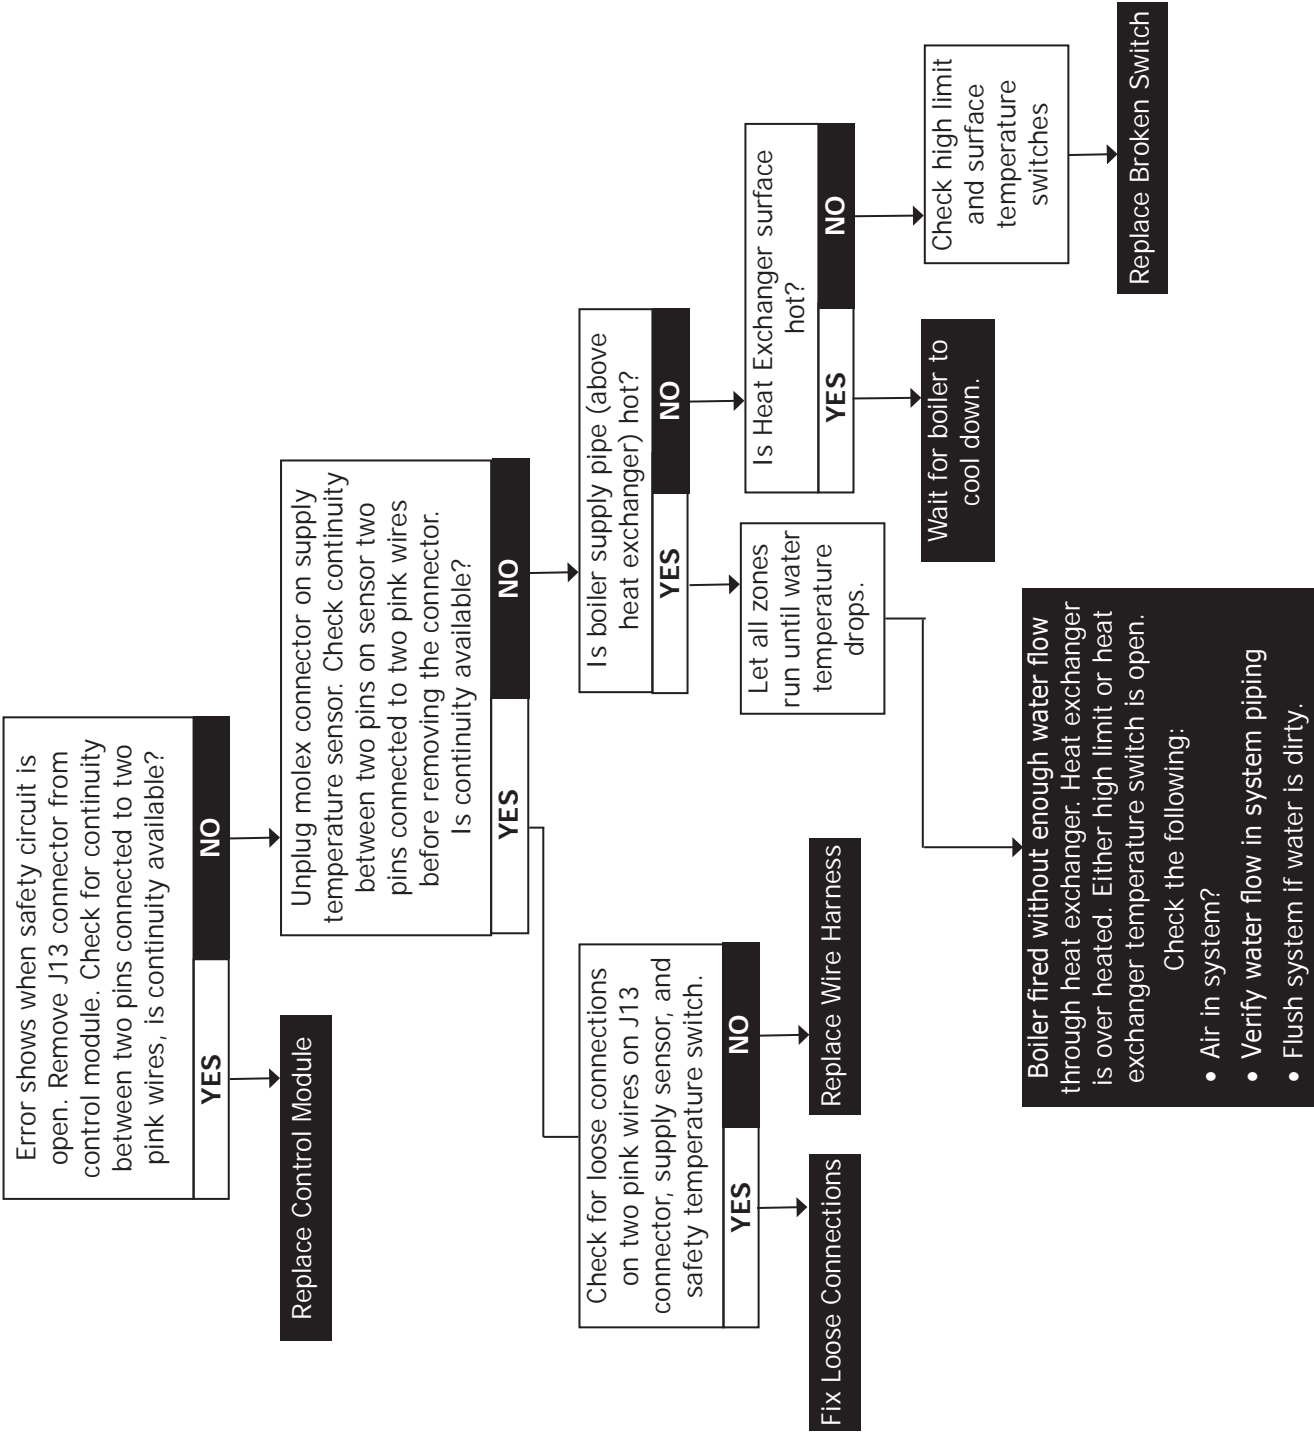 Error shows when safety circuit is
open. Remove J13 connector from
control module. Check for continuity
between two pins connected to two
pink wires, is continuity available?
YES
NO
Replace Control Module
Unplug molex connector on supply
temperature sensor. Check continuity
between two pins on sensor two
pins connected to two pink wires
before removing the connector.
Is continuity available?
YES
NO
Check for loose connections
on two pink wires on J13
connector, supply sensor, and
safety temperature switch.
YES
NO
Fix Loose Connections
Replace Wire Harness
Is boiler supply pipe (above
heat exchanger) hot?
YES
NO
Let all zones
run until water
temperature
drops.
Boiler fired without enough water flow
through heat exchanger. Heat exchanger
is over heated. Either high limit or heat
exchanger temperature switch is open.
Check the following:
• Air in system?
• Verify water flow in system piping
• Flush system if water is dirty.
Is Heat Exchanger surface
hot?
YES
NO
Wait for boiler to
cool down.
Check high limit
and surface
temperature
switches
Replace Broken Switch